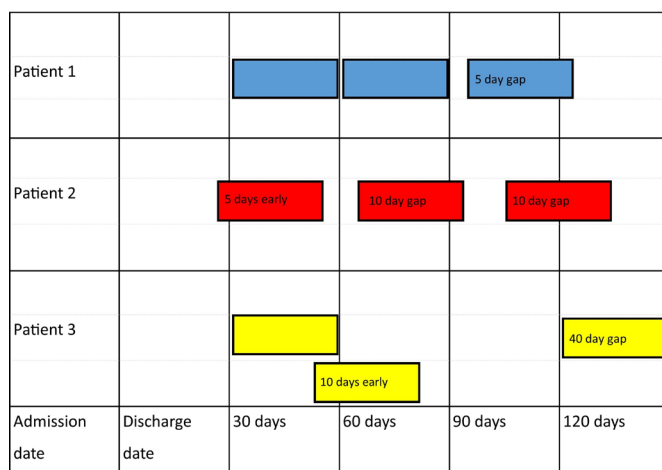 Patient 1
5 day gap
Patient 2
5 days early
10 day gap
10 day gap
Patient 3
40 day gap
10 days early
Admission date
Discharge date
30 days
60 days
90 days
120 days